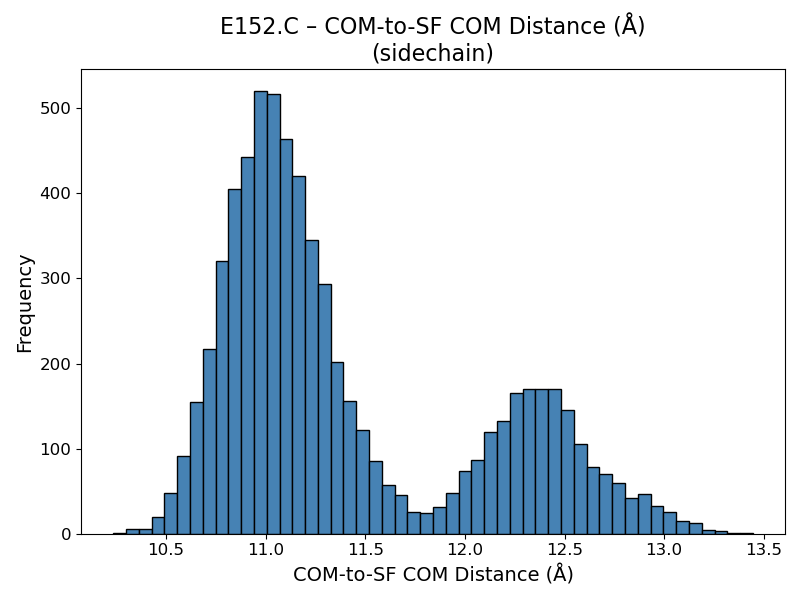 E152.C – COM-to-SF COM Distance (Å)
(sidechain)
500
400
300
200
100
0
Frequency
10.5 11.0 11.5 12.0 12.5 13.0 13.5
COM-to-SF COM Distance (Å)